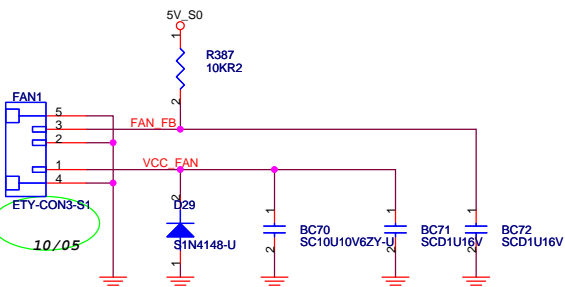 5V_S0
1
R387
10KR2
2
FAN1
5
3
FAN_FB
2
1
VCC_FAN
4
ETY-CON3-S1
10/05
2
D29
S1N4148-U
1
1
BC70
SC10U10V6ZY-U
2
1
BC71
SCD1U16V
2
1
BC72
SCD1U16V
2